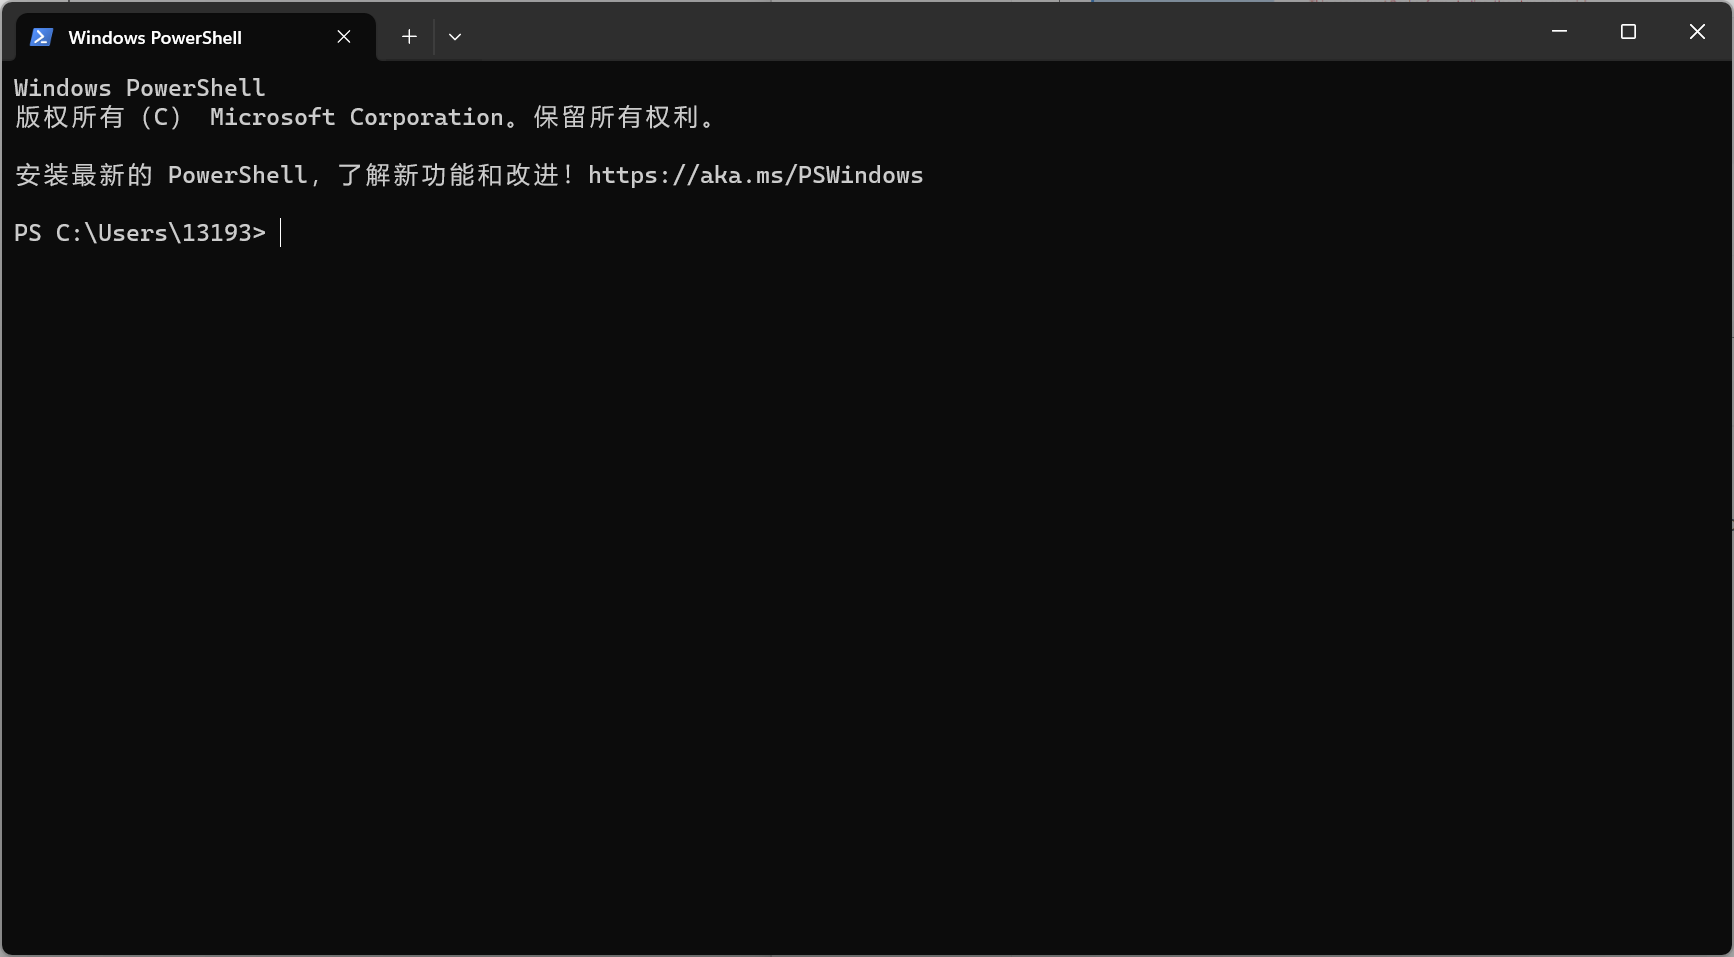 Windows PowerShell
Windows PowerShell
版权所有（C） Microsoft Corporation。保留所有权利。
安装最新的 PowerShell，了解新功能和改进！https://aka.ms/PSWindows
PS C:\Users\13193>